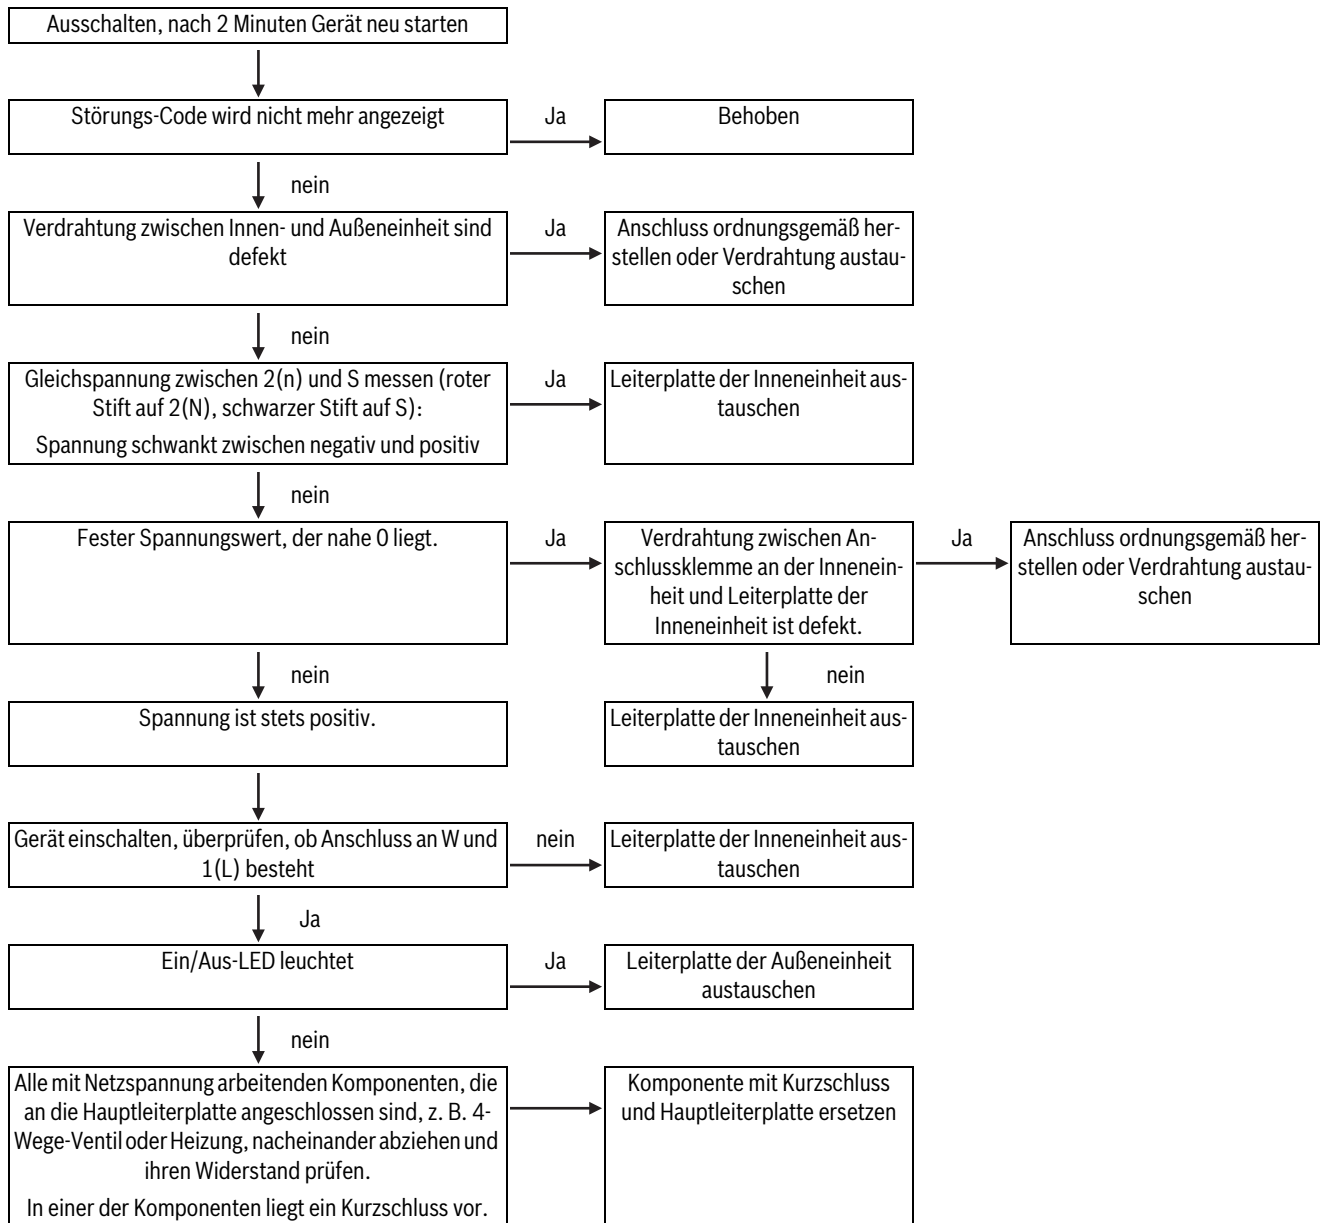 Ausschalten, nach 2 Minuten Gerät neu starten
Störungs-Code wird nicht mehr angezeigt
Ja
Behoben
nein
Verdrahtung zwischen Innen- und Außeneinheit sind
defekt
Ja
Anschluss ordnungsgemäß her-
stellen oder Verdrahtung austau-
schen
nein
Gleichspannung zwischen 2(n) und S messen (roter
Stift auf 2(N), schwarzer Stift auf S):
Spannung schwankt zwischen negativ und positiv
Ja
Leiterplatte der Inneneinheit aus-
tauschen
nein
Fester Spannungswert, der nahe 0 liegt.
Ja
Verdrahtung zwischen An-
schlussklemme an der Innenein-
heit und Leiterplatte der
Inneneinheit ist defekt.
Ja
Anschluss ordnungsgemäß her-
stellen oder Verdrahtung austau-
schen
nein
nein
Spannung ist stets positiv.
Leiterplatte der Inneneinheit aus-
tauschen
Gerät einschalten, überprüfen, ob Anschluss an W und
1(L) besteht
nein
Leiterplatte der Inneneinheit aus-
tauschen
Ja
Ein/Aus-LED leuchtet
Ja
Leiterplatte der Außeneinheit
austauschen
nein
Alle mit Netzspannung arbeitenden Komponenten, die
an die Hauptleiterplatte angeschlossen sind, z. B. 4-
Wege-Ventil oder Heizung, nacheinander abziehen und
ihren Widerstand prüfen.
In einer der Komponenten liegt ein Kurzschluss vor.
Komponente mit Kurzschluss
und Hauptleiterplatte ersetzen